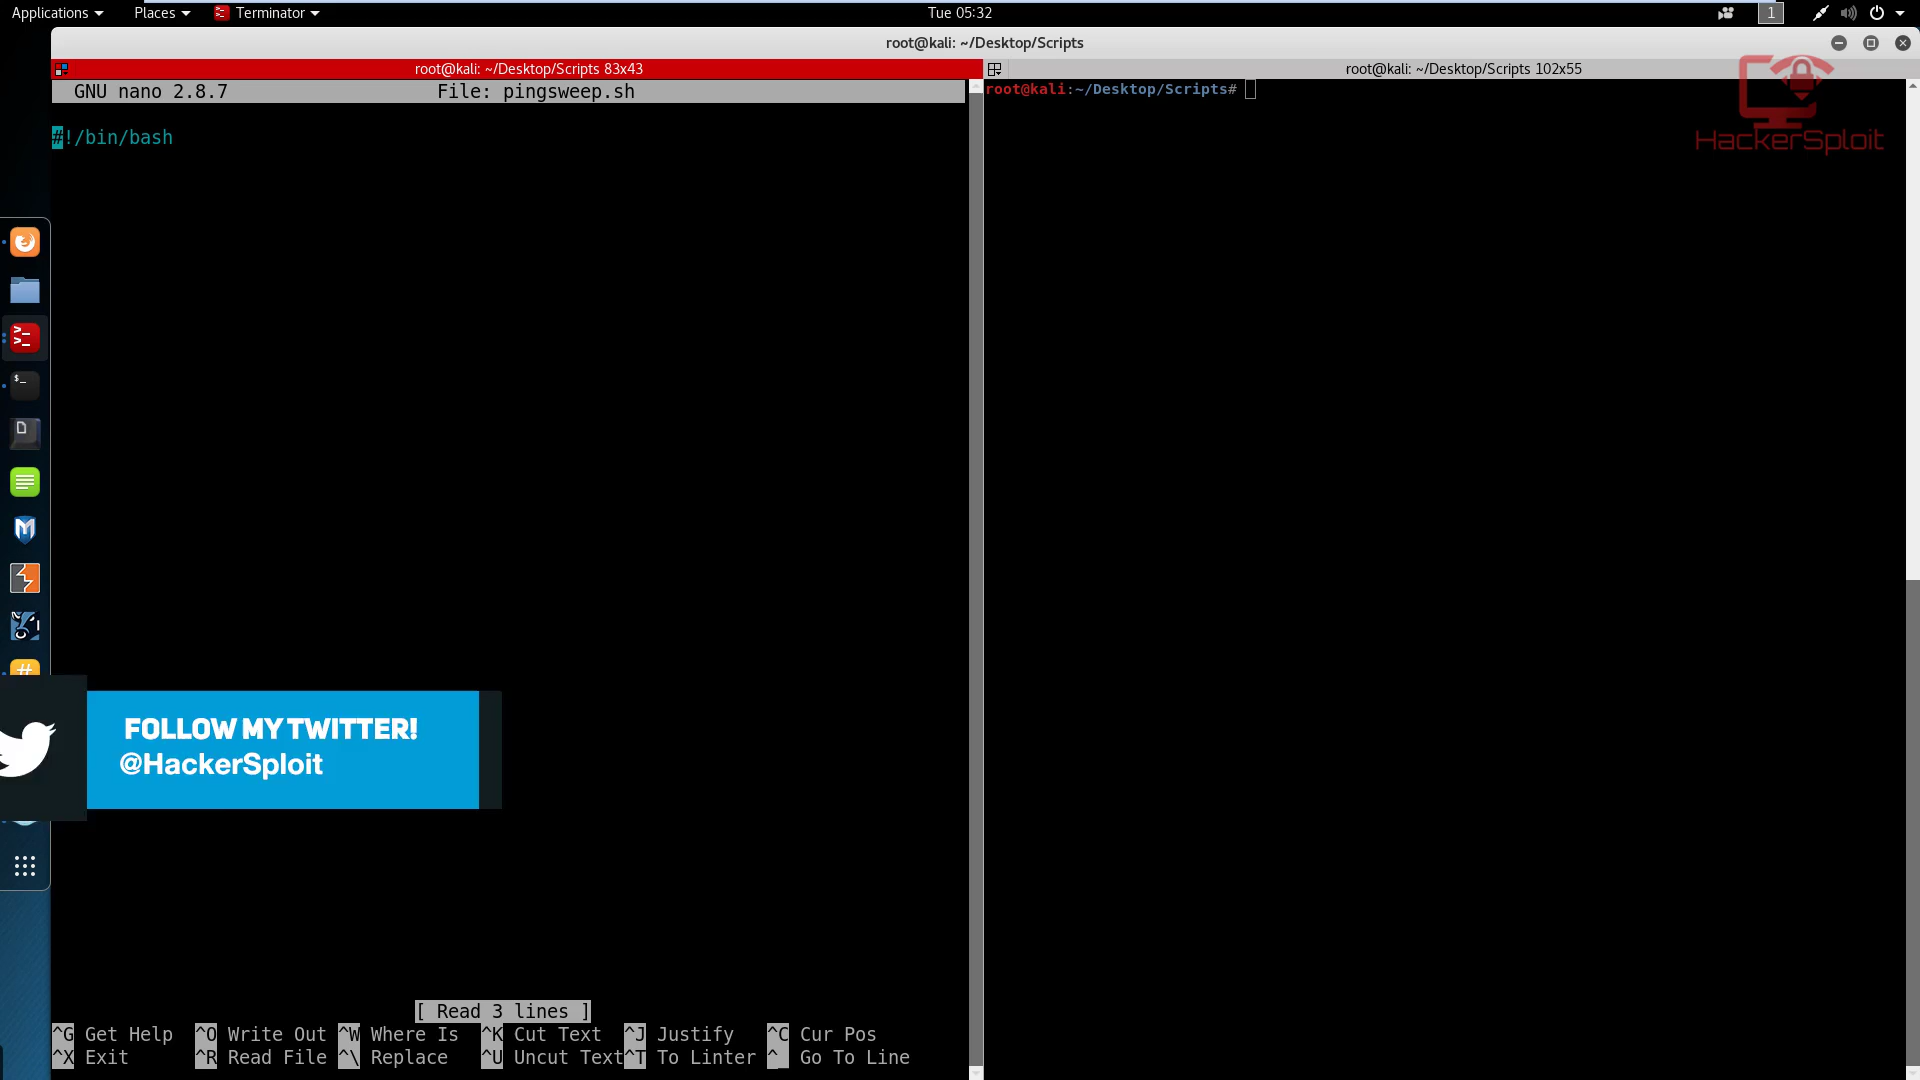 Applications Places Terminator Tue 05:32 1
root@kali: ~/Desktop/Scripts
root@kali: ~/Desktop/Scripts 83x43
root@kali: ~/Desktop/Scripts 102x55
GNU nano 2.8.7 File: pingsweep.sh
root@kali:~/Desktop/Scripts#
HackerSploit
#!/bin/bash
FOLLOW MY TWITTER!
@HackerSploit
[ Read 3 lines ]
^G Get Help ^O Write Out ^W Where Is ^K Cut Text ^J Justify ^C Cur Pos
^X Exit ^R Read File ^\ Replace ^U Uncut Text^T To Linter ^_ Go To Line